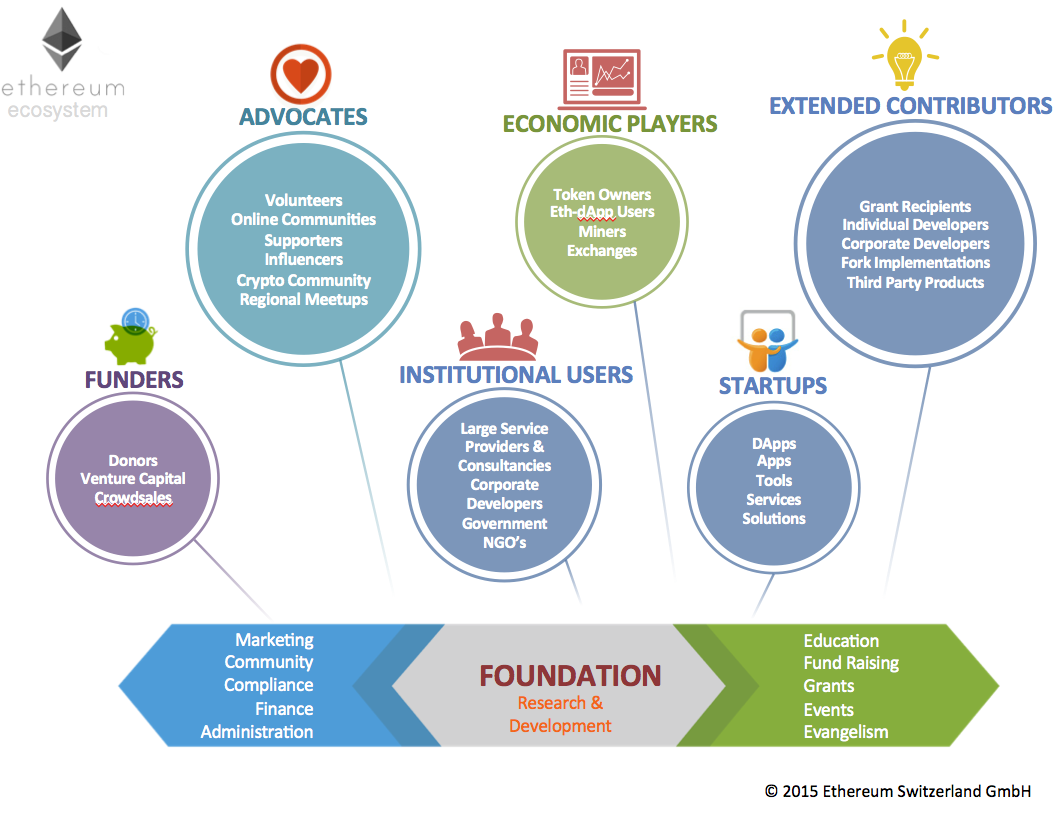 ethereum
ecosystem
ADVOCATES
Volunteers
Online Communities
Supporters
Influencers
Crypto Community
Regional Meetups
ECONOMIC PLAYERS
Token Owners
Eth-dApp Users
Miners
Exchanges
EXTENDED CONTRIBUTORS
Grant Recipients
Individual Developers
Corporate Developers
Fork Implementations
Third Party Products
FUNDERS
Donors
Venture Capital
Crowdsales
INSTITUTIONAL USERS
Large Service
Providers &
Consultancies
Corporate
Developers
Government
NGO’s
STARTUPS
DApps
Apps
Tools
Services
Solutions
Marketing
Community
Compliance
Finance
Administration
FOUNDATION
Research &
Development
Education
Fund Raising
Grants
Events
Evangelism
© 2015 Ethereum Switzerland GmbH